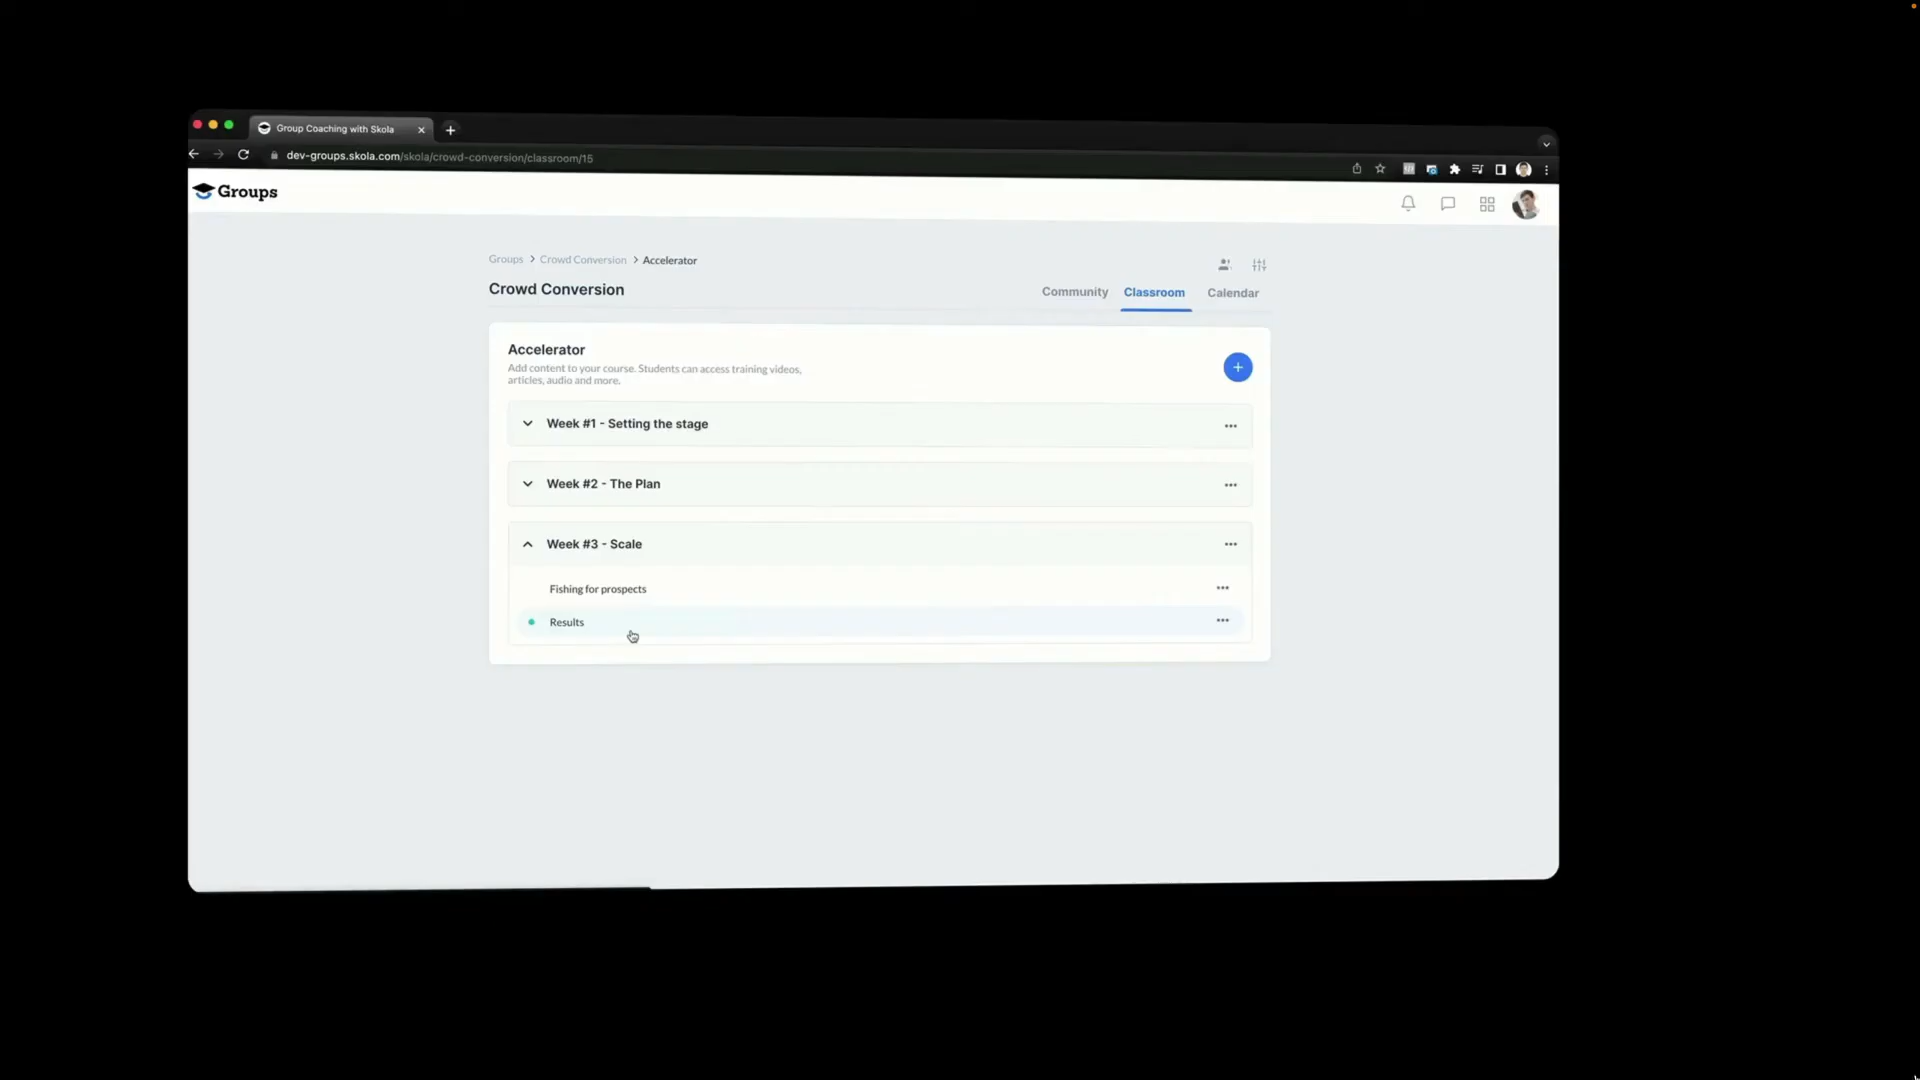 Group Coaching with Skola
dev-groups.skola.com/skola/crowd-conversion/classroom/15
Groups
Groups > Crowd Conversion > Accelerator
Crowd Conversion
Community Classroom Calendar
Accelerator
Add content to your course. Students can access training videos,
articles, audio and more.
Week #1 - Setting the stage
Week #2 - The Plan
Week #3 - Scale
Fishing for prospects
Results